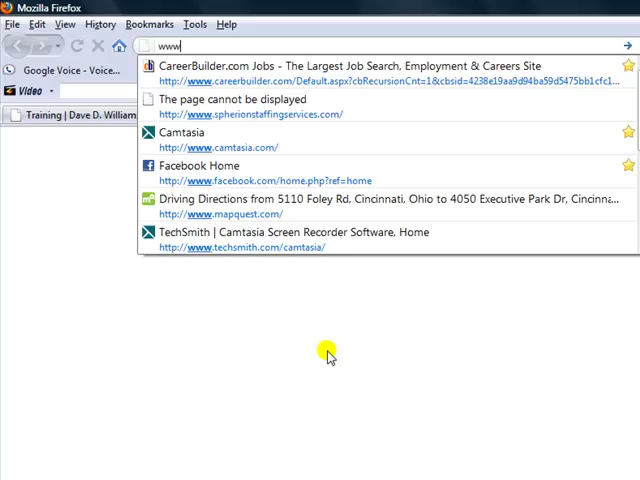 Mozilla Firefox
File Edit View History Bookmarks Tools Help
www
Google Voice - Voice...
Video
Training | Dave D. William
CareerBuilder.com Jobs - The Largest Job Search, Employment & Careers Site
http://www.careerbuilder.com/Default.aspx?cbRecursionCnt=1&cbsid=4238e19aa9d94ba59d5475bb1cfc1...
The page cannot be displayed
http://www.spherionstaffingservices.com/
Camtasia
http://www.camtasia.com/
Facebook Home
http://www.facebook.com/home.php?ref=home
Driving Directions from 5110 Foley Rd, Cincinnati, Ohio to 4050 Executive Park Dr, Cincinna...
http://www.mapquest.com/
TechSmith | Camtasia Screen Recorder Software, Home
http://www.techsmith.com/camtasia/